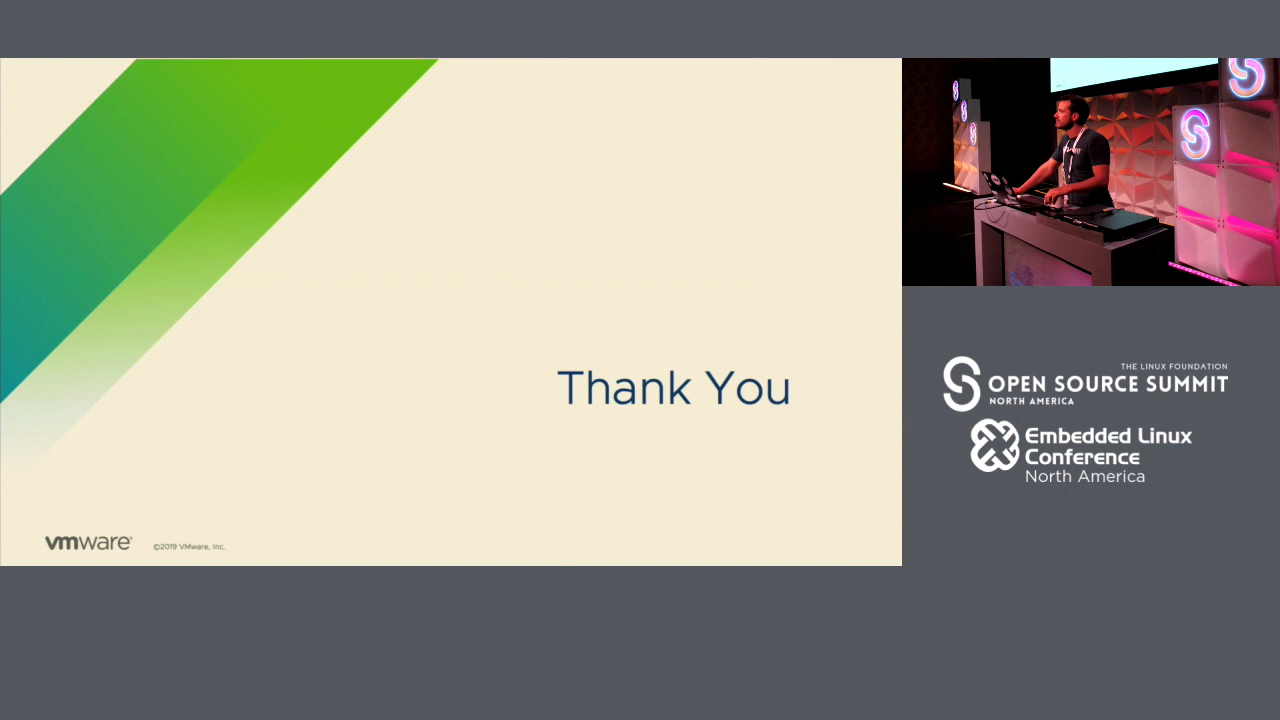 Thank You
vmware®
©2019 VMware, Inc.
THE LINUX FOUNDATION
OPEN SOURCE SUMMIT
NORTH AMERICA
Embedded Linux
Conference
North America